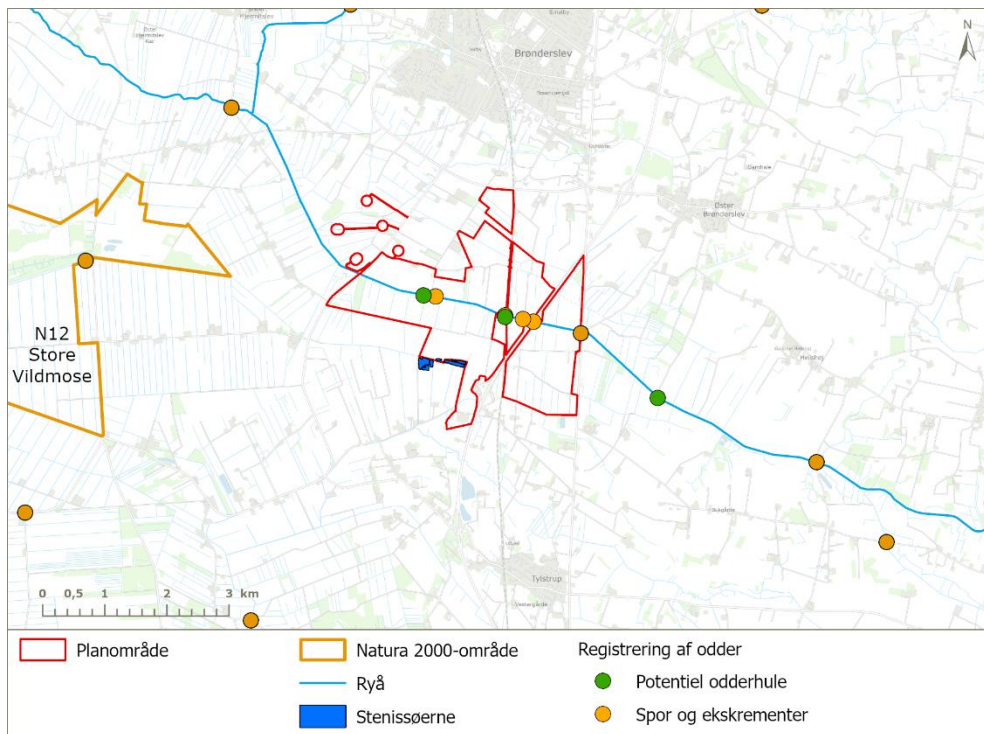 N
Brønderslev
Øster
Brønderslev
N12
Store
Vildmose
Tylstrup
0 0,5 1 2 3 km
Planområde
Natura 2000-område
Registrering af odder
Ryå
Potentiel odderhule
Stenissøerne
Spor og ekskrementer